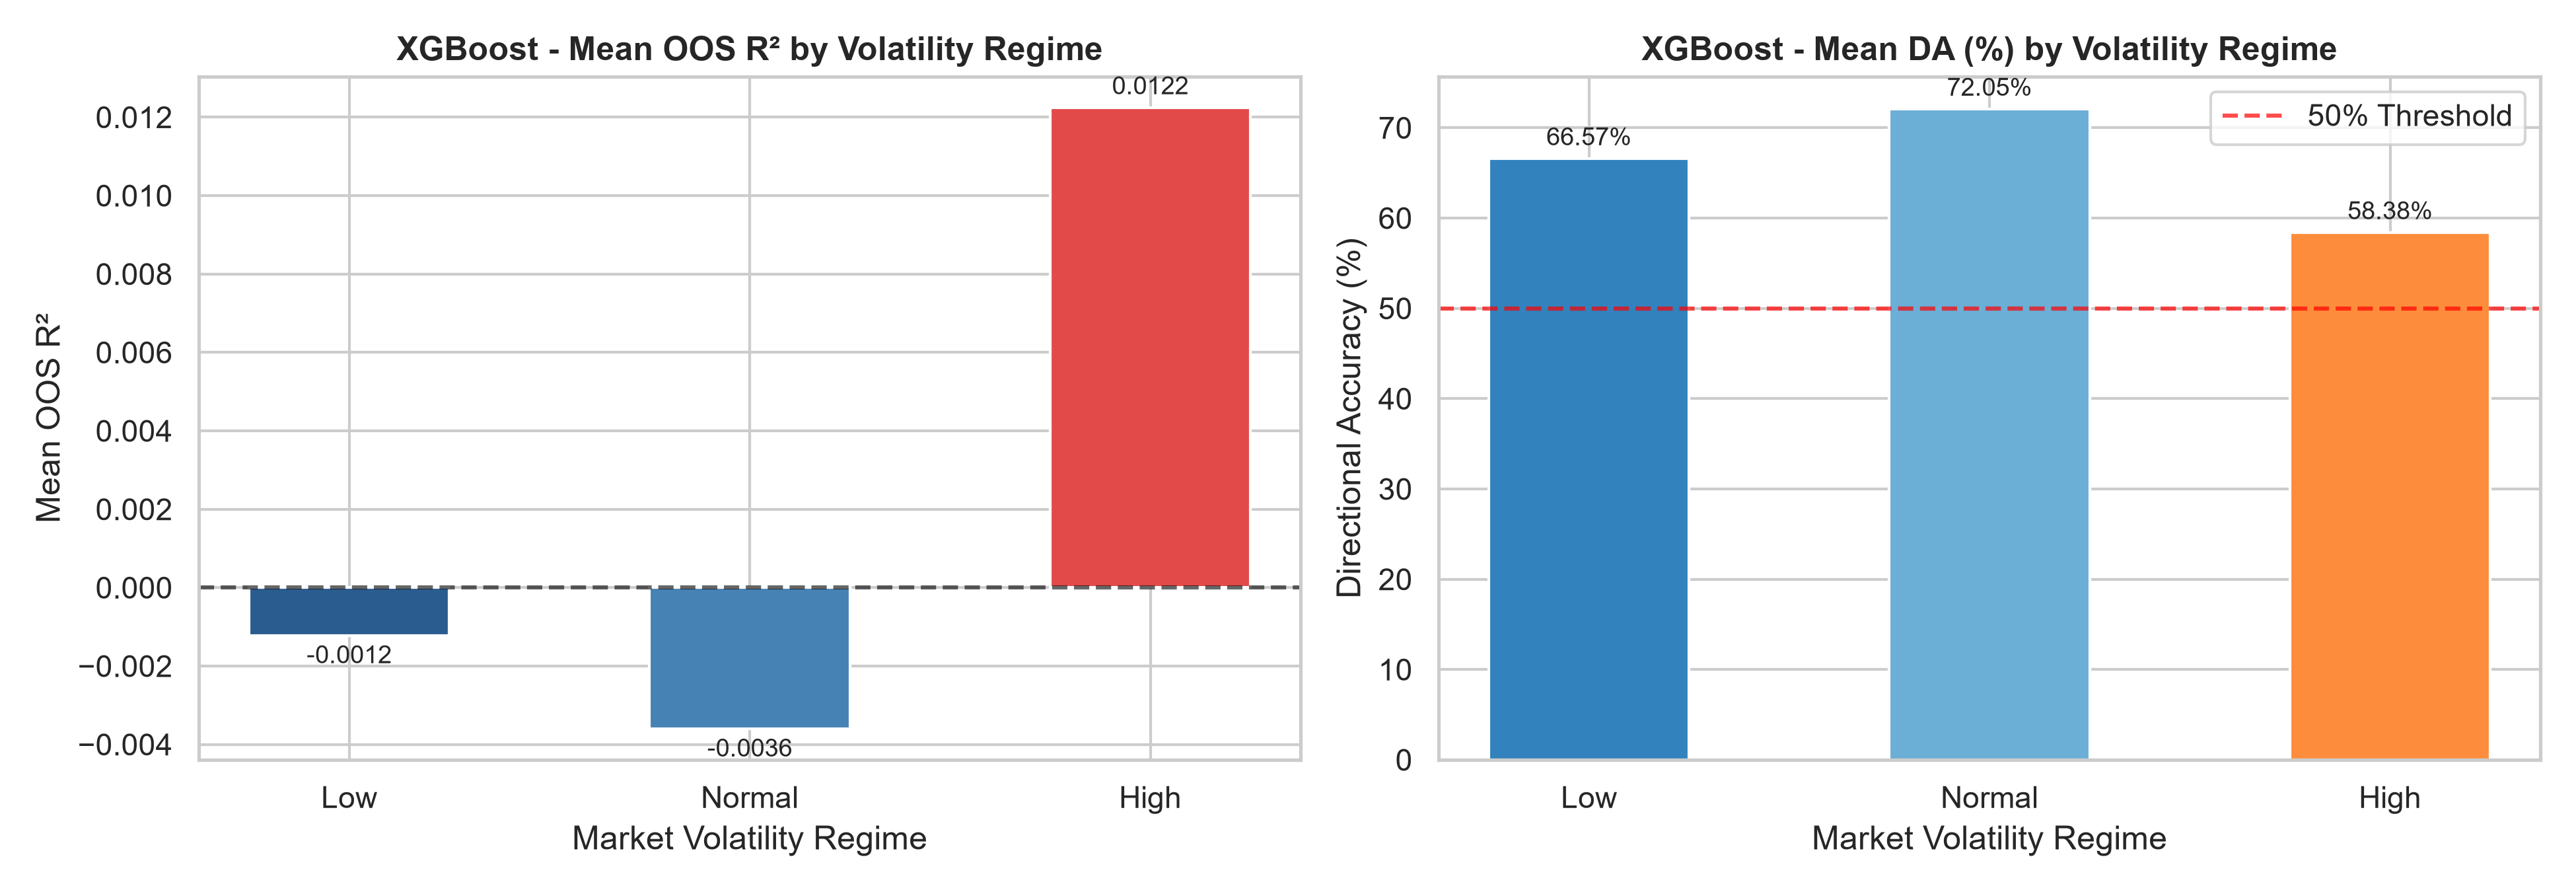 XGBoost - Mean OOS R² by Volatility Regime
0.0122
0.012
0.010
0.008
0.006
0.004
0.002
0.000
−0.002
−0.004
-0.0012
-0.0036
Mean OOS R²
Low
Normal
High
Market Volatility Regime
XGBoost - Mean DA (%) by Volatility Regime
72.05%
50% Threshold
66.57%
58.38%
70
60
50
40
30
20
10
0
Directional Accuracy (%)
Low
Normal
High
Market Volatility Regime